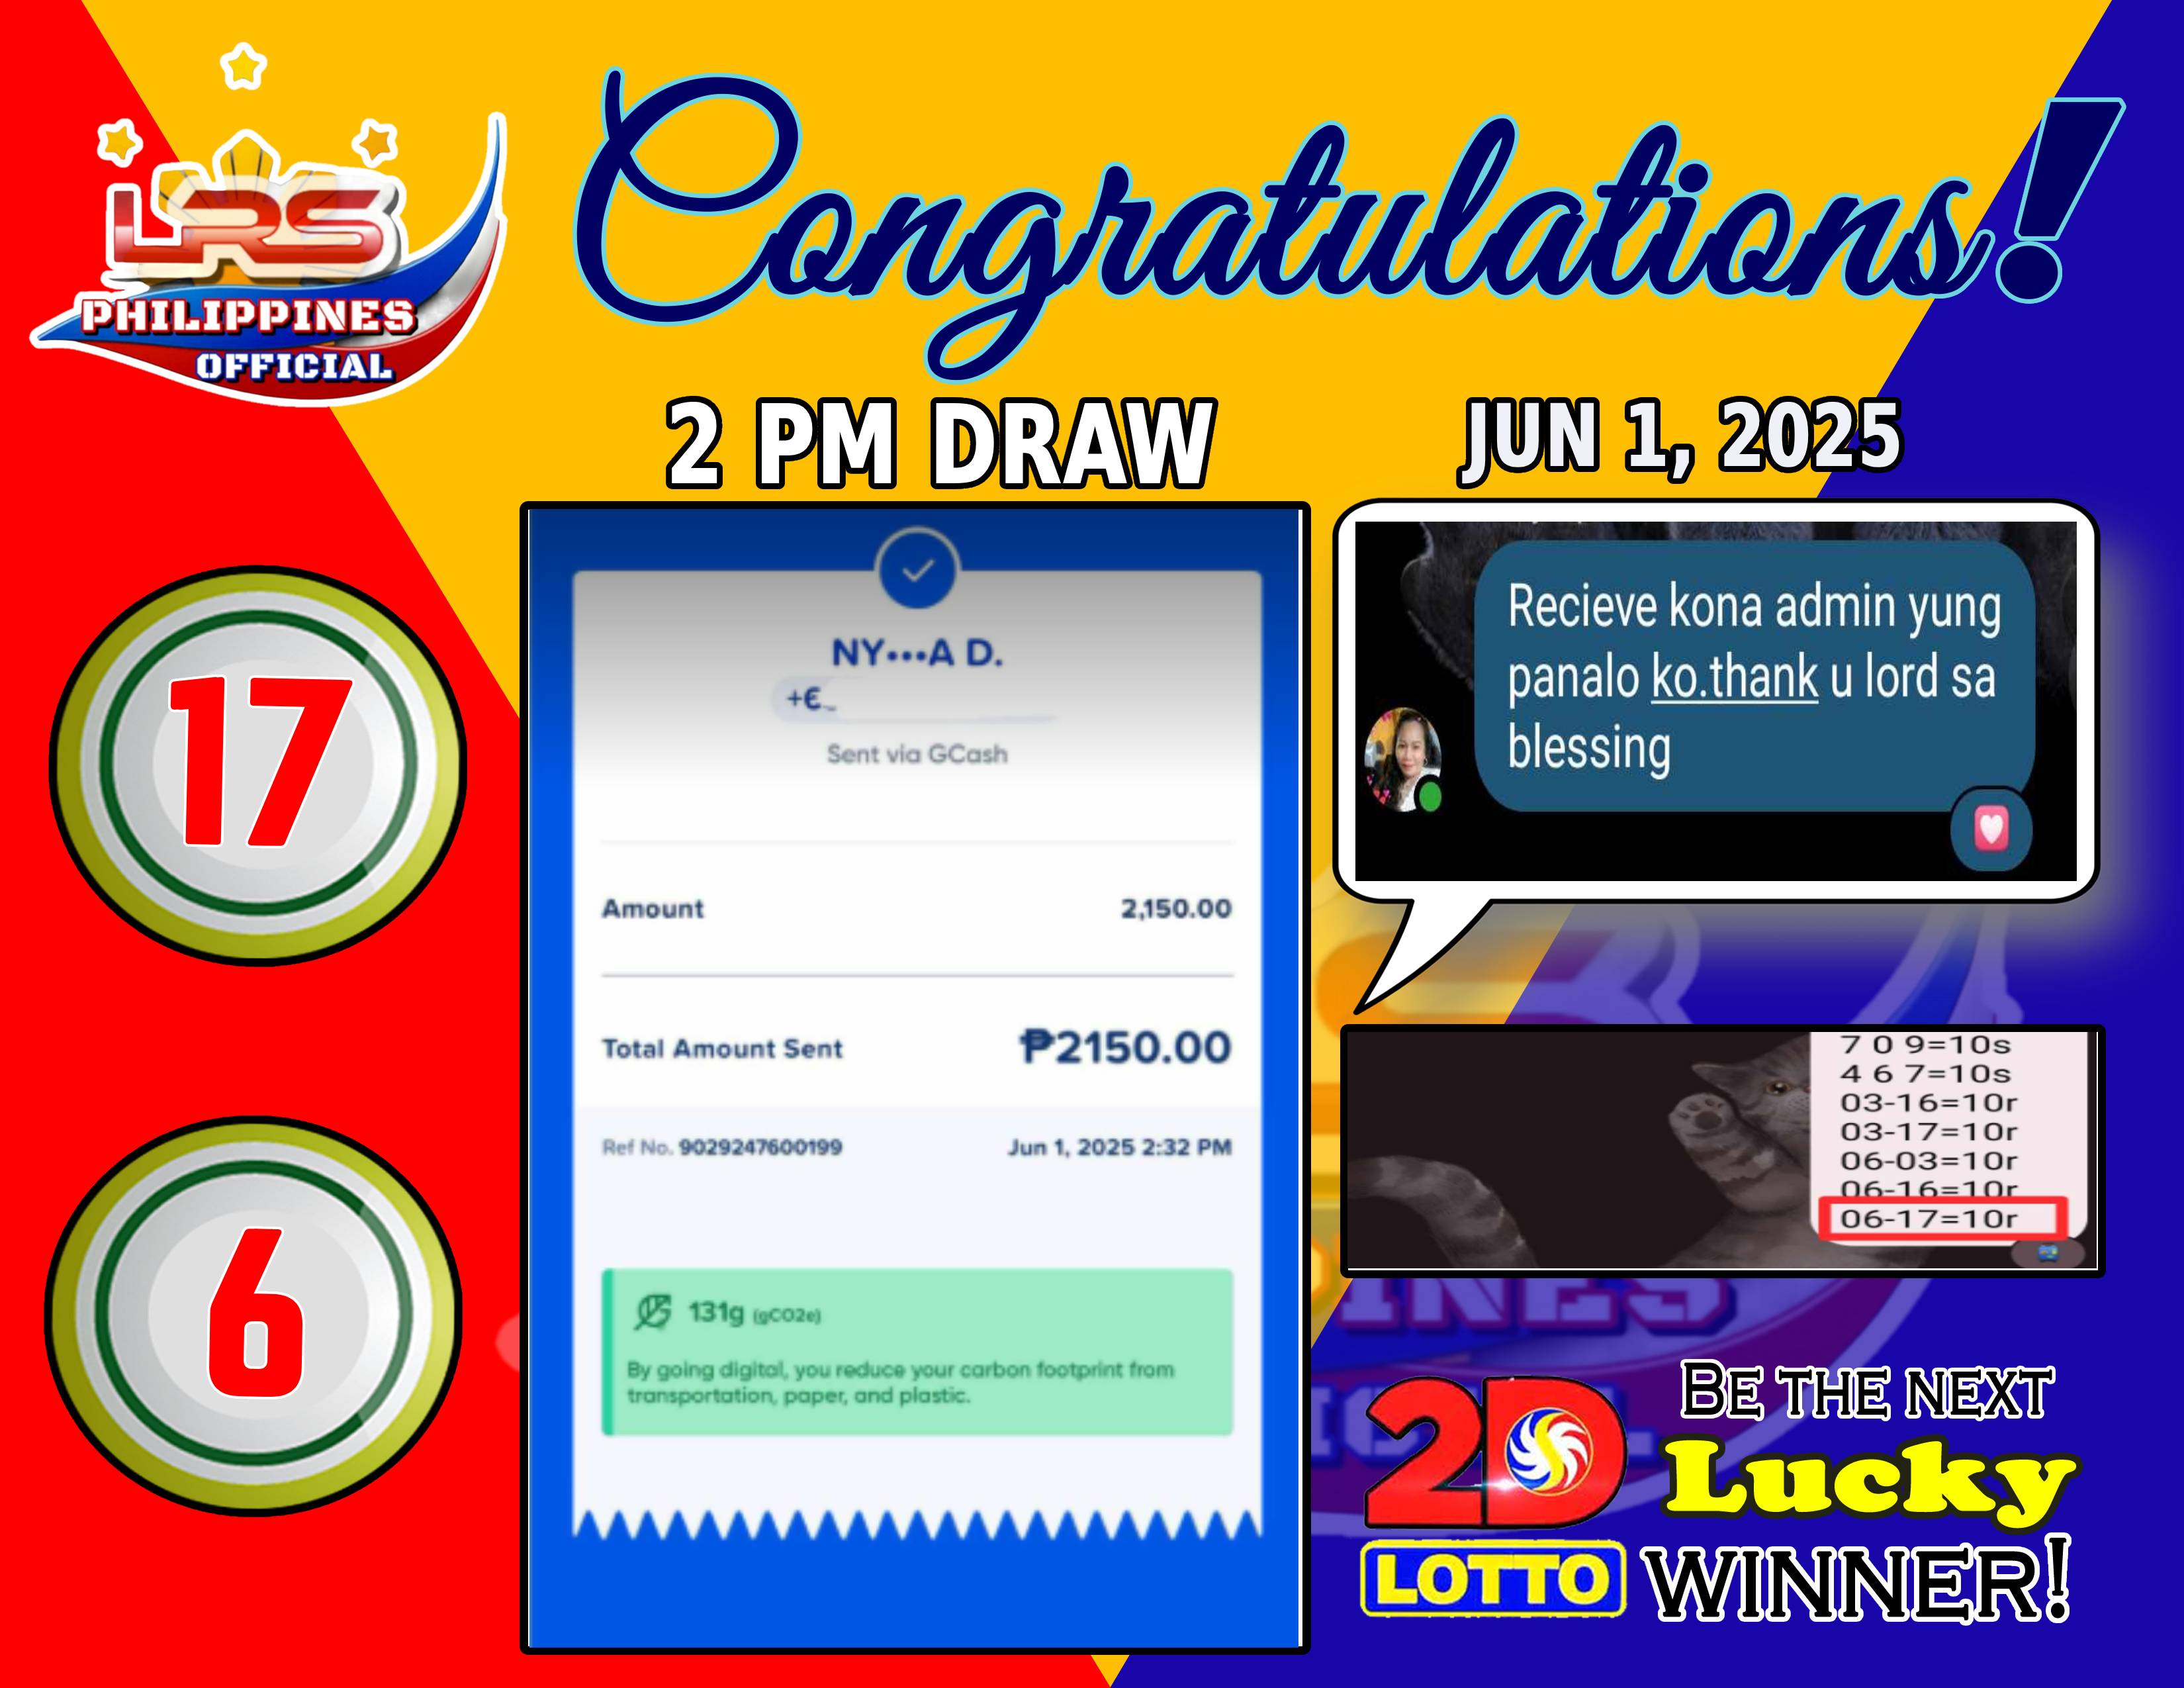 LRS
PHILIPPINES
OFFICIAL
Congratulations!
2 PM DRAW
JUN 1, 2025
17
6
NY•••A D.
Sent via GCash
Amount 2,150.00
Total Amount Sent ₱2150.00
Ref No. 9029247600199 Jun 1, 2025 2:32 PM
131g (gCO2e)
By going digital, you reduce your carbon footprint from
transportation, paper, and plastic.
Recieve kona admin yung
panalo ko.thank u lord sa
blessing
7 0 9=10s
4 6 7=10s
03-16=10r
03-17=10r
06-03=10r
06-16=10r
06-17=10r
2D
LOTTO
BE THE NEXT
Lucky
WINNER!